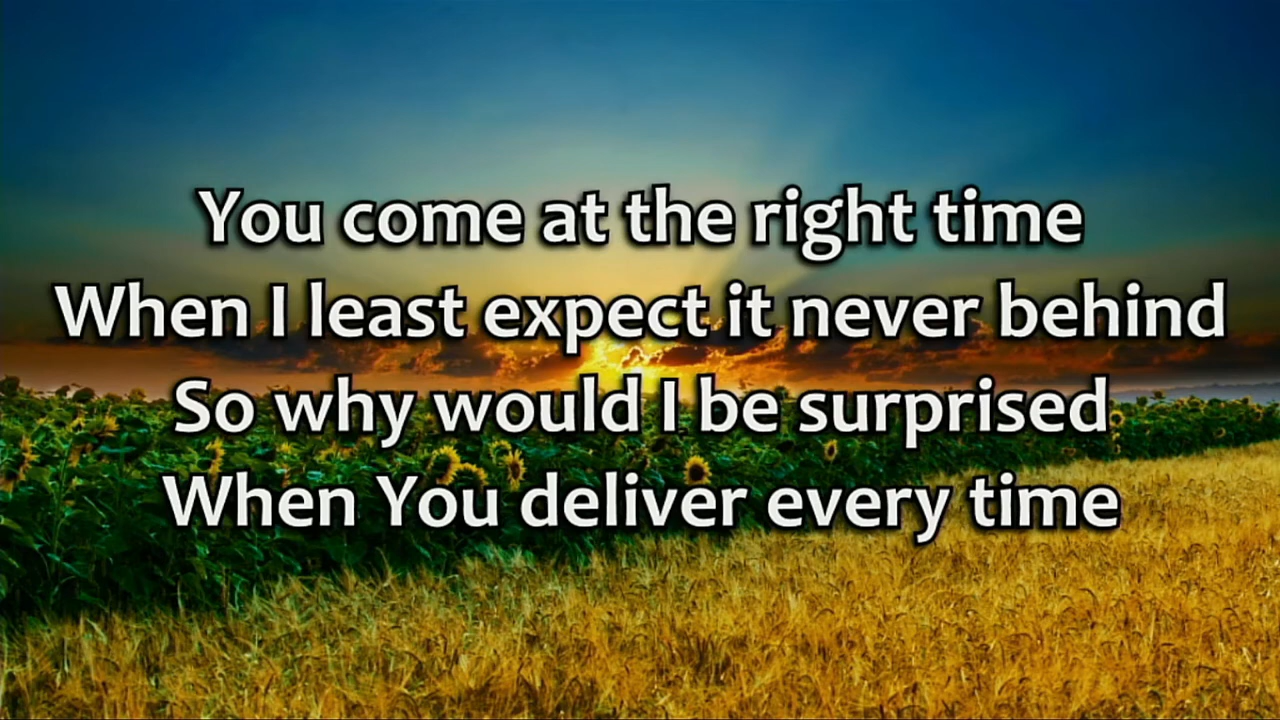 You come at the right time
When I least expect it never behind
So why would I be surprised
When You deliver every time